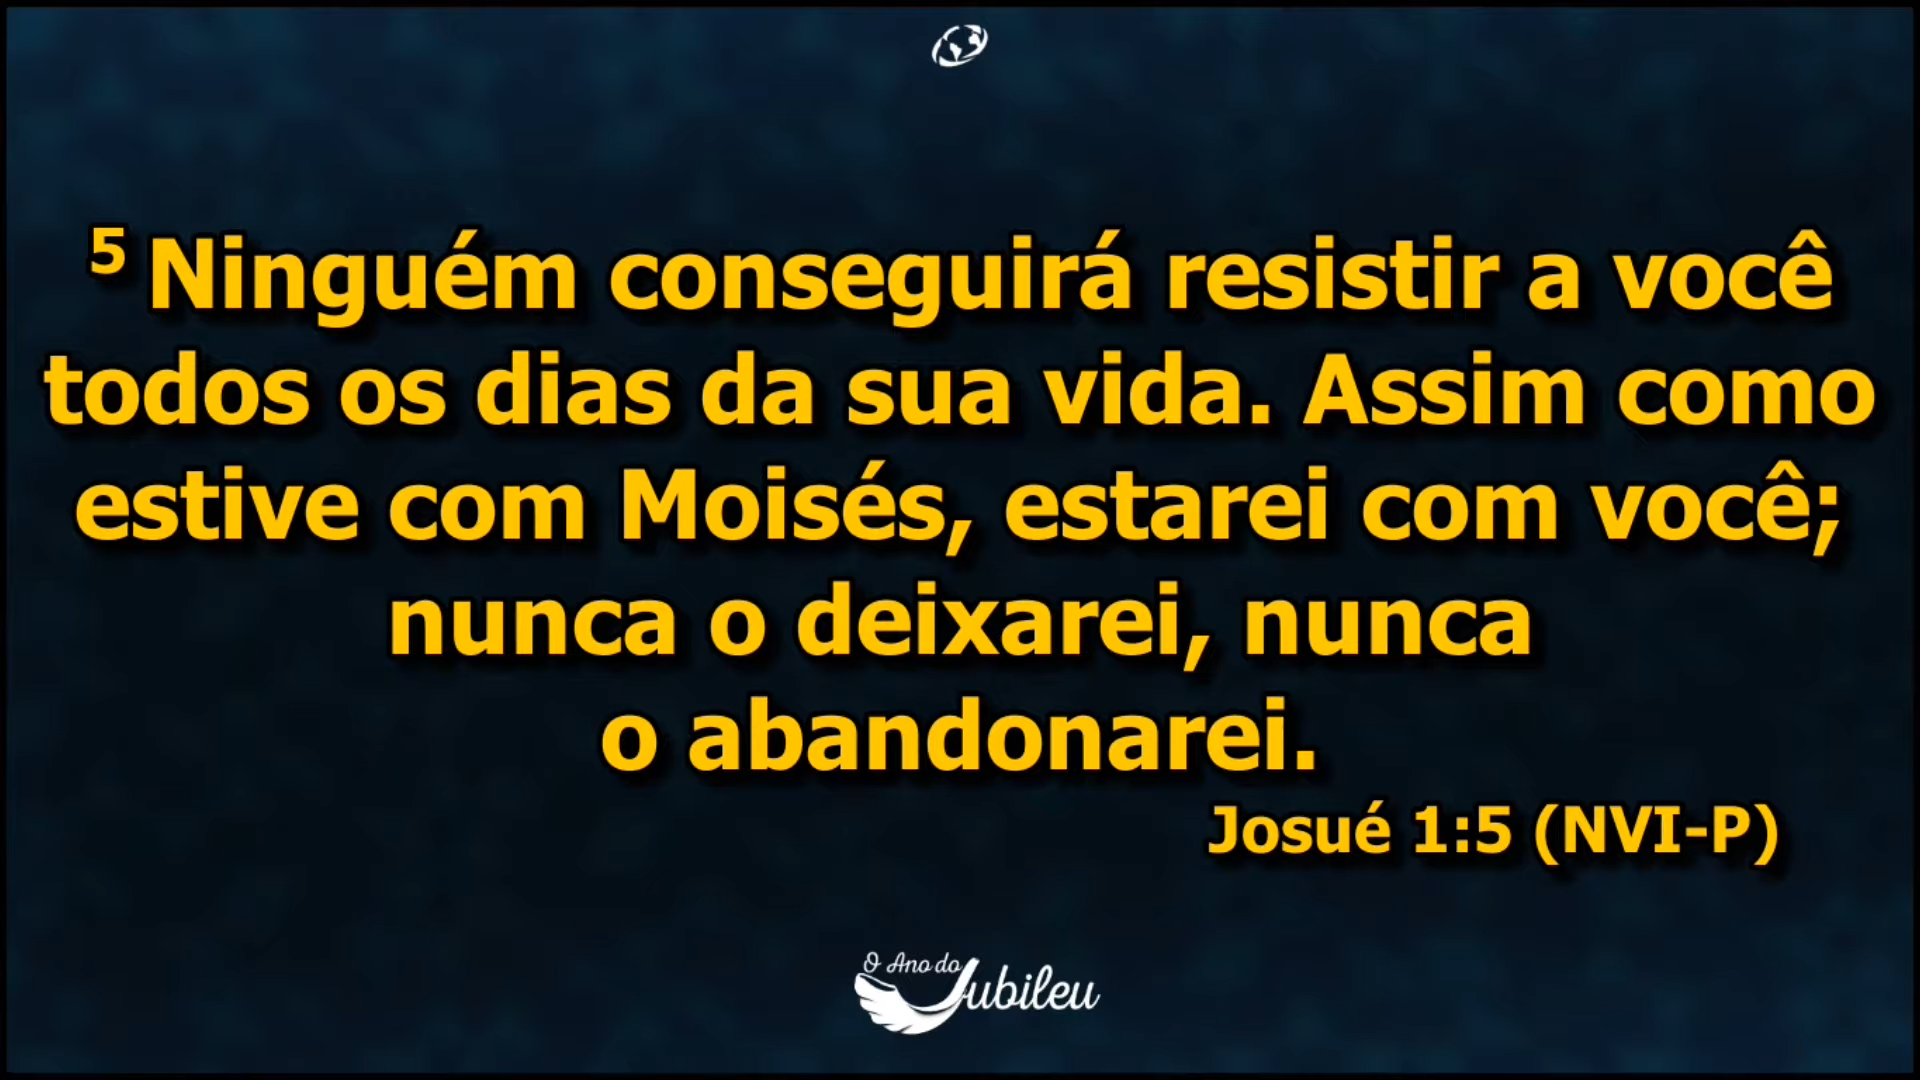 5 Ninguém conseguirá resistir a você
todos os dias da sua vida. Assim como
estive com Moisés, estarei com você;
nunca o deixarei, nunca
o abandonarei.
Josué 1:5 (NVI-P)
O Ano do
Jubileu